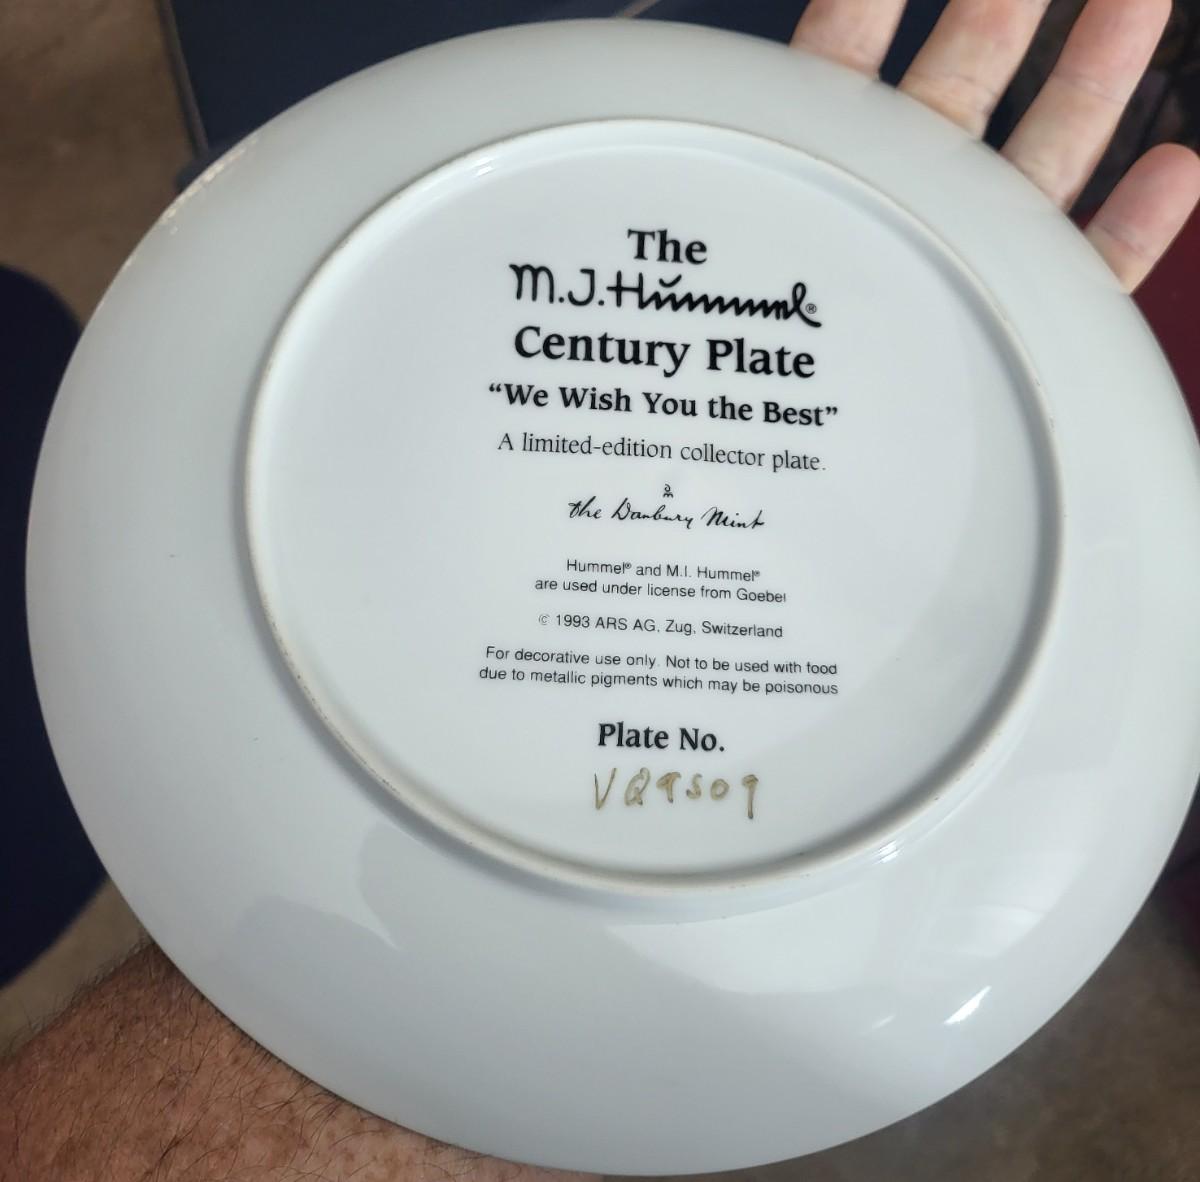 The
M.J.Hummel®
Century Plate
“We Wish You the Best”
A limited-edition collector plate.
the Danbury Mint
Hummel® and M.I. Hummel®
are used under license from Goebel
© 1993 ARS AG, Zug, Switzerland
For decorative use only. Not to be used with food
due to metallic pigments which may be poisonous
Plate No.
VQ9509